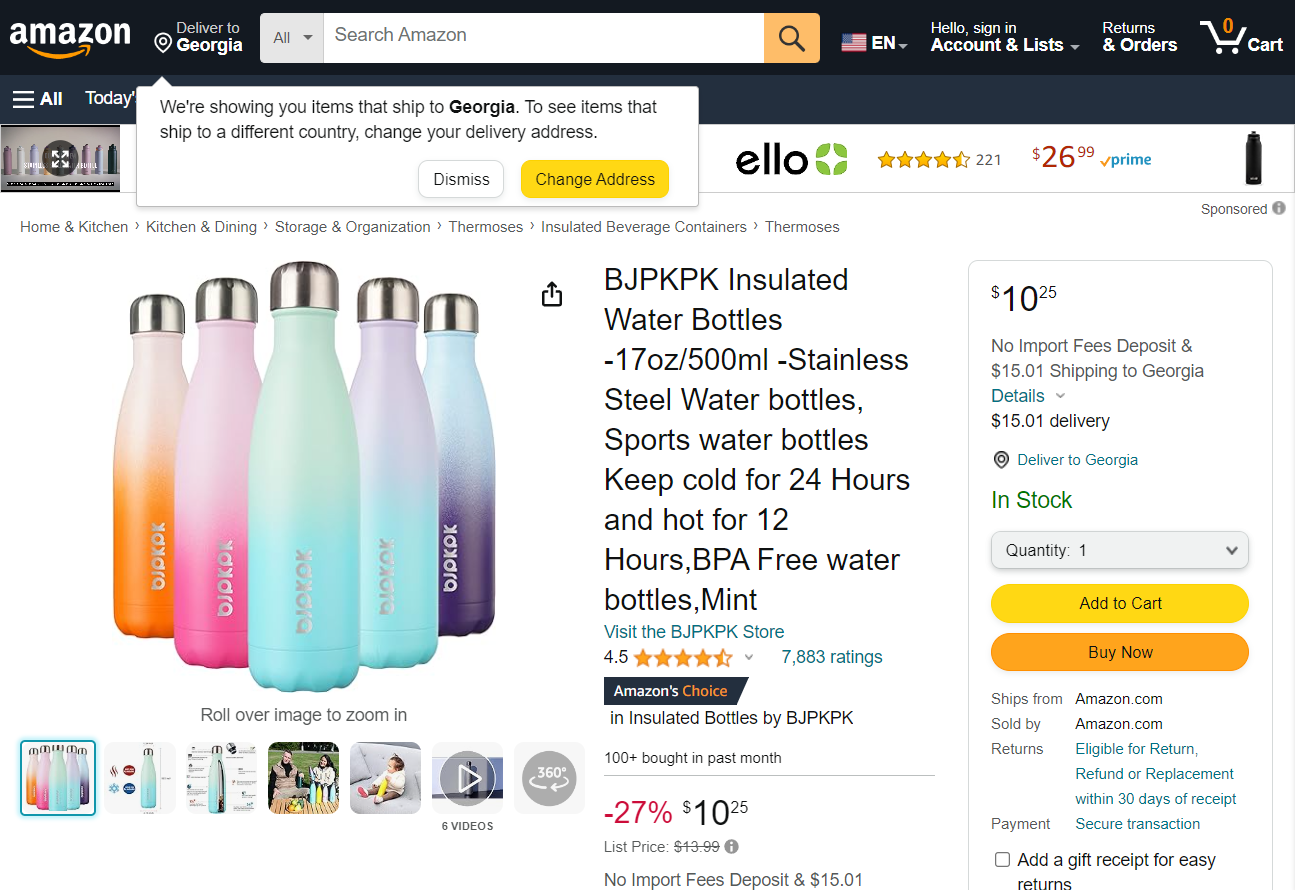 amazon
Deliver to
Georgia
All
Search Amazon
EN
Hello, sign in
Account & Lists
Returns
& Orders
0
Cart
All
Today'
We're showing you items that ship to Georgia. To see items that
ship to a different country, change your delivery address.
Dismiss
Change Address
ello
221
$26 99
prime
Sponsored
Home & Kitchen › Kitchen & Dining › Storage & Organization › Thermoses › Insulated Beverage Containers › Thermoses
BJPKPK
BJPKPK
BJPKPK
BJPKPK
BJPKPK
Roll over image to zoom in
360°
6 VIDEOS
BJPKPK Insulated
Water Bottles
-17oz/500ml -Stainless
Steel Water bottles,
Sports water bottles
Keep cold for 24 Hours
and hot for 12
Hours,BPA Free water
bottles,Mint
Visit the BJPKPK Store
4.5
7,883 ratings
Amazon's Choice
in Insulated Bottles by BJPKPK
100+ bought in past month
-27% $10 25
List Price: $13.99
No Import Fees Deposit & $15.01
$10 25
No Import Fees Deposit &
$15.01 Shipping to Georgia
Details
$15.01 delivery
Deliver to Georgia
In Stock
Quantity: 1
Add to Cart
Buy Now
Ships from Amazon.com
Sold by Amazon.com
Returns Eligible for Return,
Refund or Replacement
within 30 days of receipt
Payment Secure transaction
Add a gift receipt for easy
returns